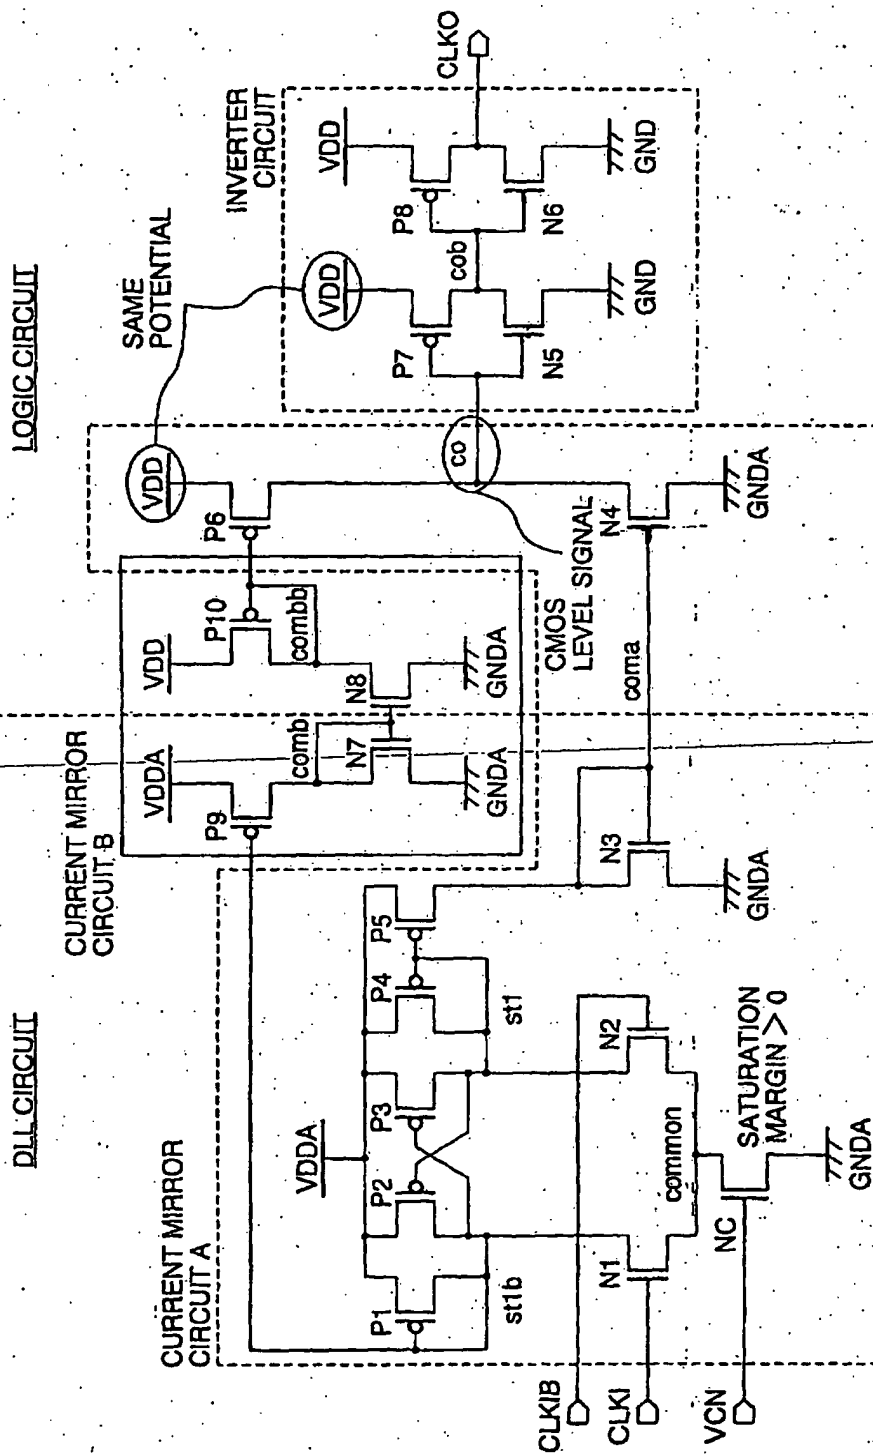 DLL CIRCUIT
LOGIC CIRCUIT
CURRENT MIRROR
CIRCUIT A
CURRENT MIRROR
CIRCUIT B
SAME
POTENTIAL
INVERTER
CIRCUIT
VDDA
P1
P2
P3
P4
P5
st1b
st1
CLKIB
CLKI
VCN
N1
N2
common
NC
SATURATION
MARGIN > 0
GNDA
N3
GNDA
coma
VDDA
P9
comb
N7
GNDA
VDD
P10
combb
N8
GNDA
VDD
P6
co
CMOS
LEVEL SIGNAL
N4
GNDA
VDD
P7
N5
GND
cob
VDD
P8
N6
GND
CLKO